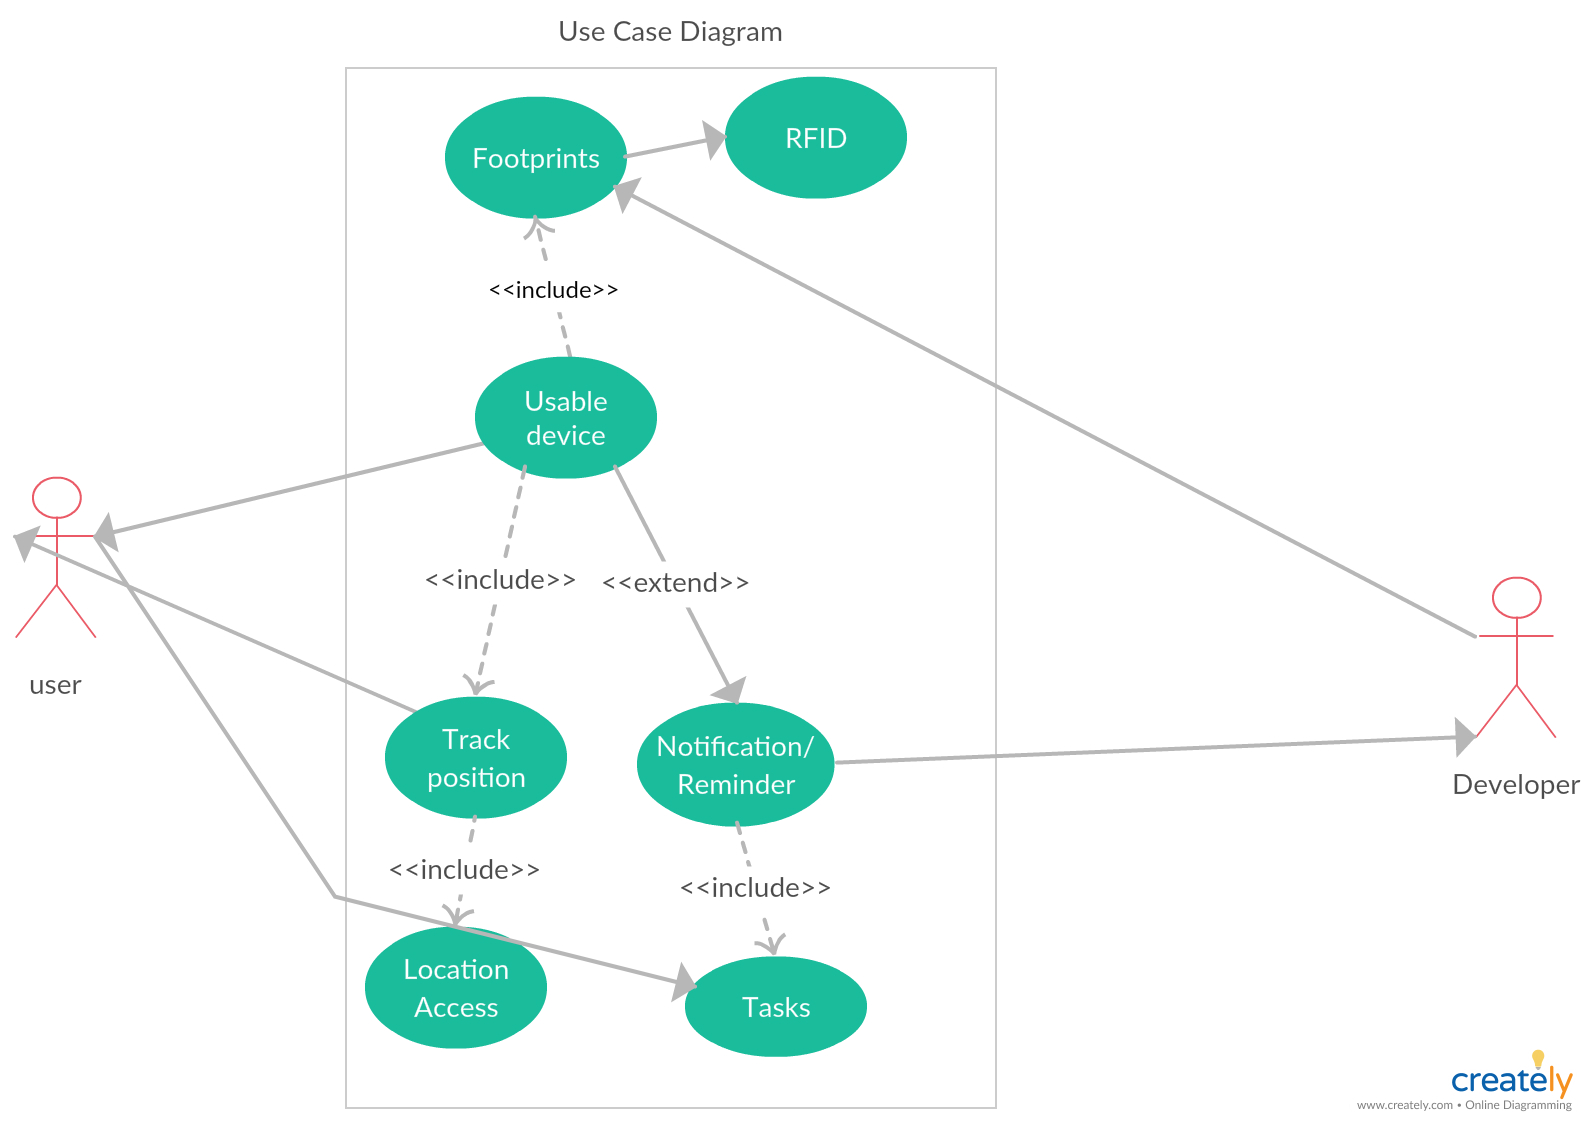 Use Case Diagram
Footprints
RFID
<<include>>
Usable
device
<<include>>
<<extend>>
user
Track
position
Notification/
Reminder
Developer
<<include>>
<<include>>
Location
Access
Tasks
creately
www.creately.com • Online Diagramming